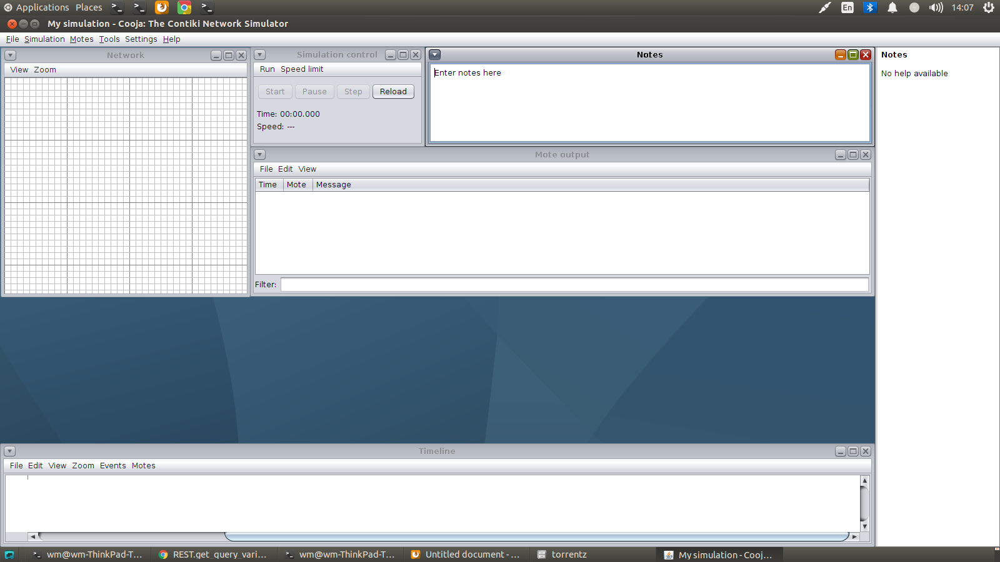 Applications Places En 14:07
My simulation - Cooja: The Contiki Network Simulator
File Simulation Motes Tools Settings Help
Network
View Zoom
Simulation control
Run Speed limit
Start Pause Step Reload
Time: 00:00.000
Speed: ---
Notes
Enter notes here
Notes
No help available
Mote output
File Edit View
Time Mote Message
Filter:
Timeline
File Edit View Zoom Events Motes
wm@wm-ThinkPad-T... REST.get_query_vari... wm@wm-ThinkPad-T... Untitled document - ... torrentz My simulation - Cooj...